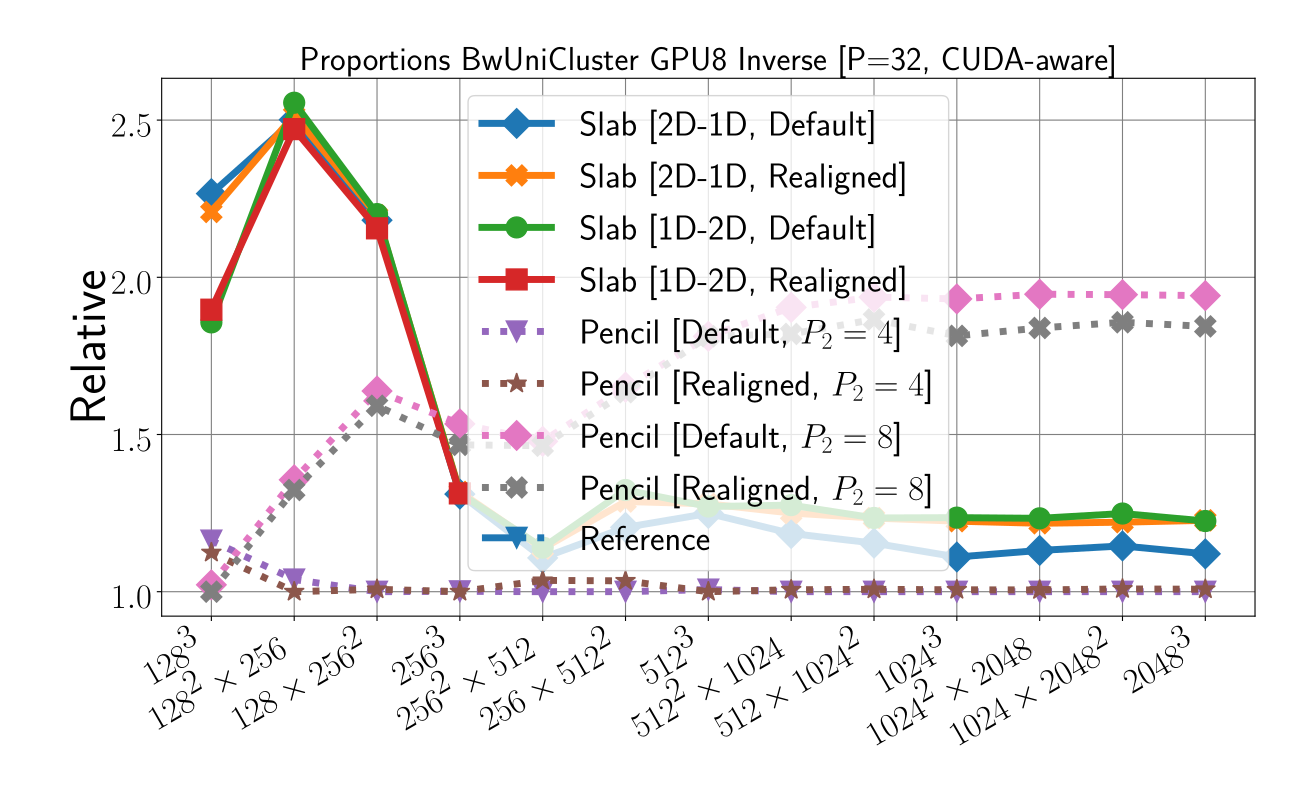 Proportions BwUniCluster GPU8 Inverse [P=32, CUDA-aware]
Relative
2.5
2.0
1.5
1.0
Slab [2D-1D, Default]
Slab [2D-1D, Realigned]
Slab [1D-2D, Default]
Slab [1D-2D, Realigned]
Pencil [Default, P₂ = 4]
Pencil [Realigned, P₂ = 4]
Pencil [Default, P₂ = 8]
Pencil [Realigned, P₂ = 8]
Reference
128³
128² × 256
128 × 256²
256³
256² × 512
256 × 512²
512³
512² × 1024
512 × 1024²
1024³
1024² × 2048
1024 × 2048²
2048³